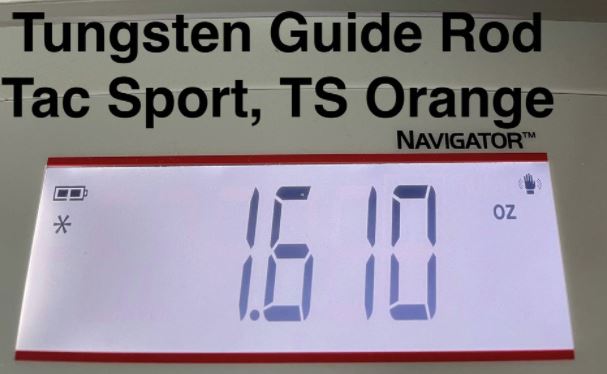 Tungsten Guide Rod
Tac Sport, TS Orange
NAVIGATOR™
1.610 oz